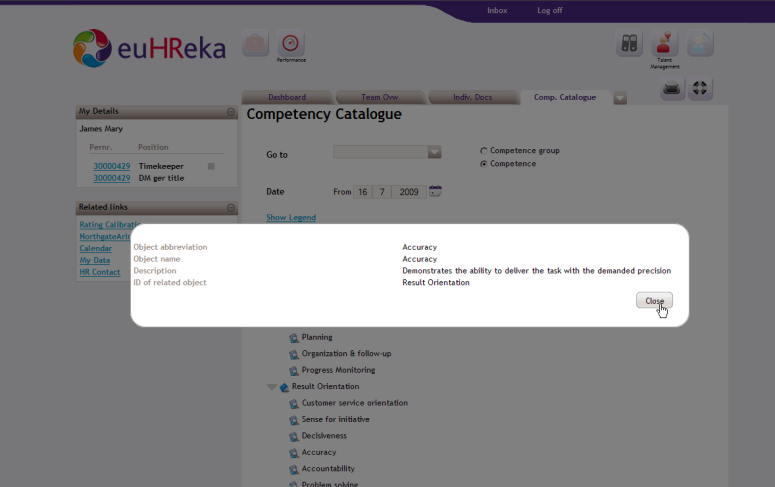 Inbox Log off
euHReka
Performance
Talent
Management
Dashboard Team Ovw Indiv. Docs Comp. Catalogue
My Details
James Mary
Pernr. Position
30000429 Timekeeper
30000429 DM ger title
Related links
Rating Calibratio
NorthgateArin
Calendar
My Data
HR Contact
Competency Catalogue
Go to
Competence group
Competence
Date From 16 7 2009
Show Legend
Object abbreviation Accuracy
Object name Accuracy
Description Demonstrates the ability to deliver the task with the demanded precision
ID of related object Result Orientation
Close
Planning
Organization & follow-up
Progress Monitoring
Result Orientation
Customer service orientation
Sense for initiative
Decisiveness
Accuracy
Accountability
Problem solving